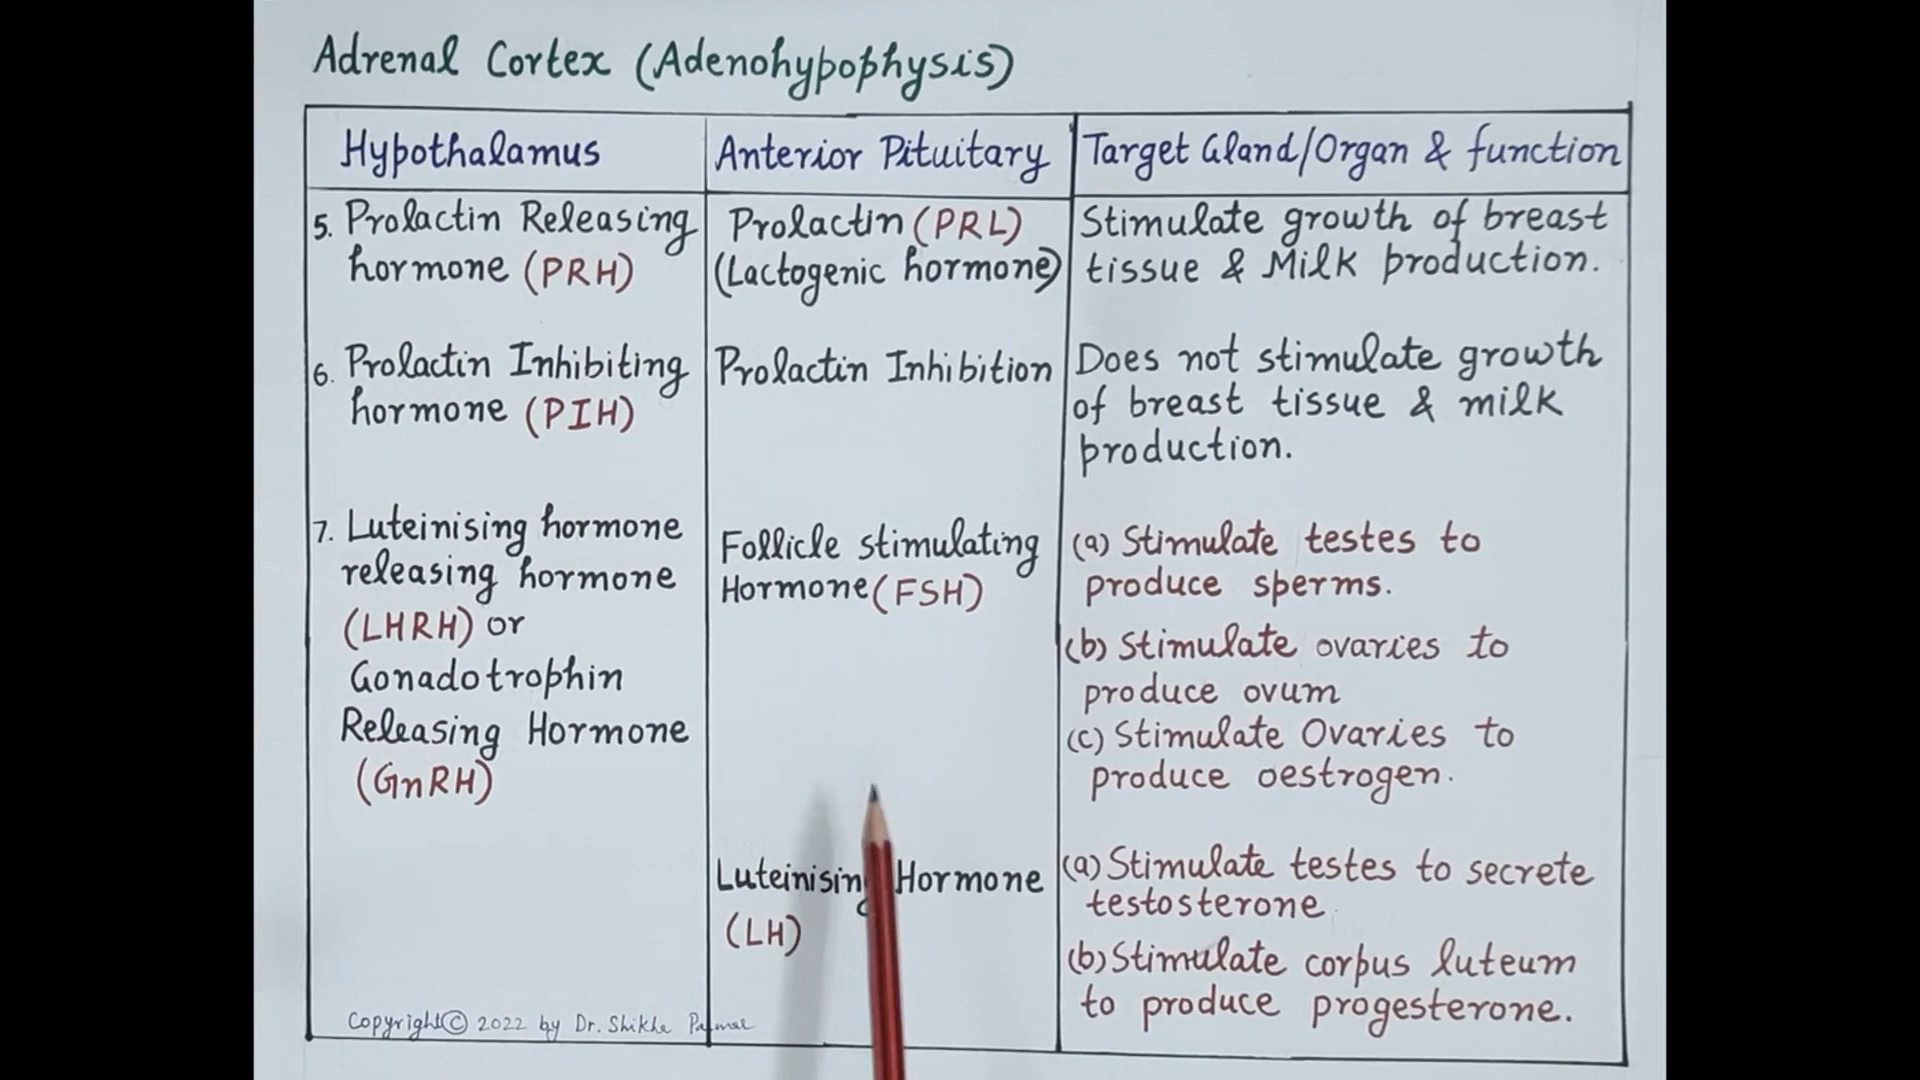 Adrenal Cortex (Adenohypophysis)
Hypothalamus
Anterior Pituitary
Target Gland/Organ & function
5. Prolactin Releasing
hormone (PRH)
Prolactin (PRL)
(Lactogenic hormone)
Stimulate growth of breast
tissue & Milk production.
6. Prolactin Inhibiting
hormone (PIH)
Prolactin Inhibition
Does not stimulate growth
of breast tissue & milk
production.
7. Luteinising hormone
releasing hormone
(LHRH) or
Gonadotrophin
Releasing Hormone
(GnRH)
Follicle stimulating
Hormone (FSH)
(a) Stimulate testes to
produce sperms.
(b) Stimulate ovaries to
produce ovum
(c) Stimulate Ovaries to
produce oestrogen.
Luteinising Hormone
(LH)
(a) Stimulate testes to secrete
testosterone
(b) Stimulate corpus luteum
to produce progesterone.
Copyright© 2022 by Dr. Shikha Parmar